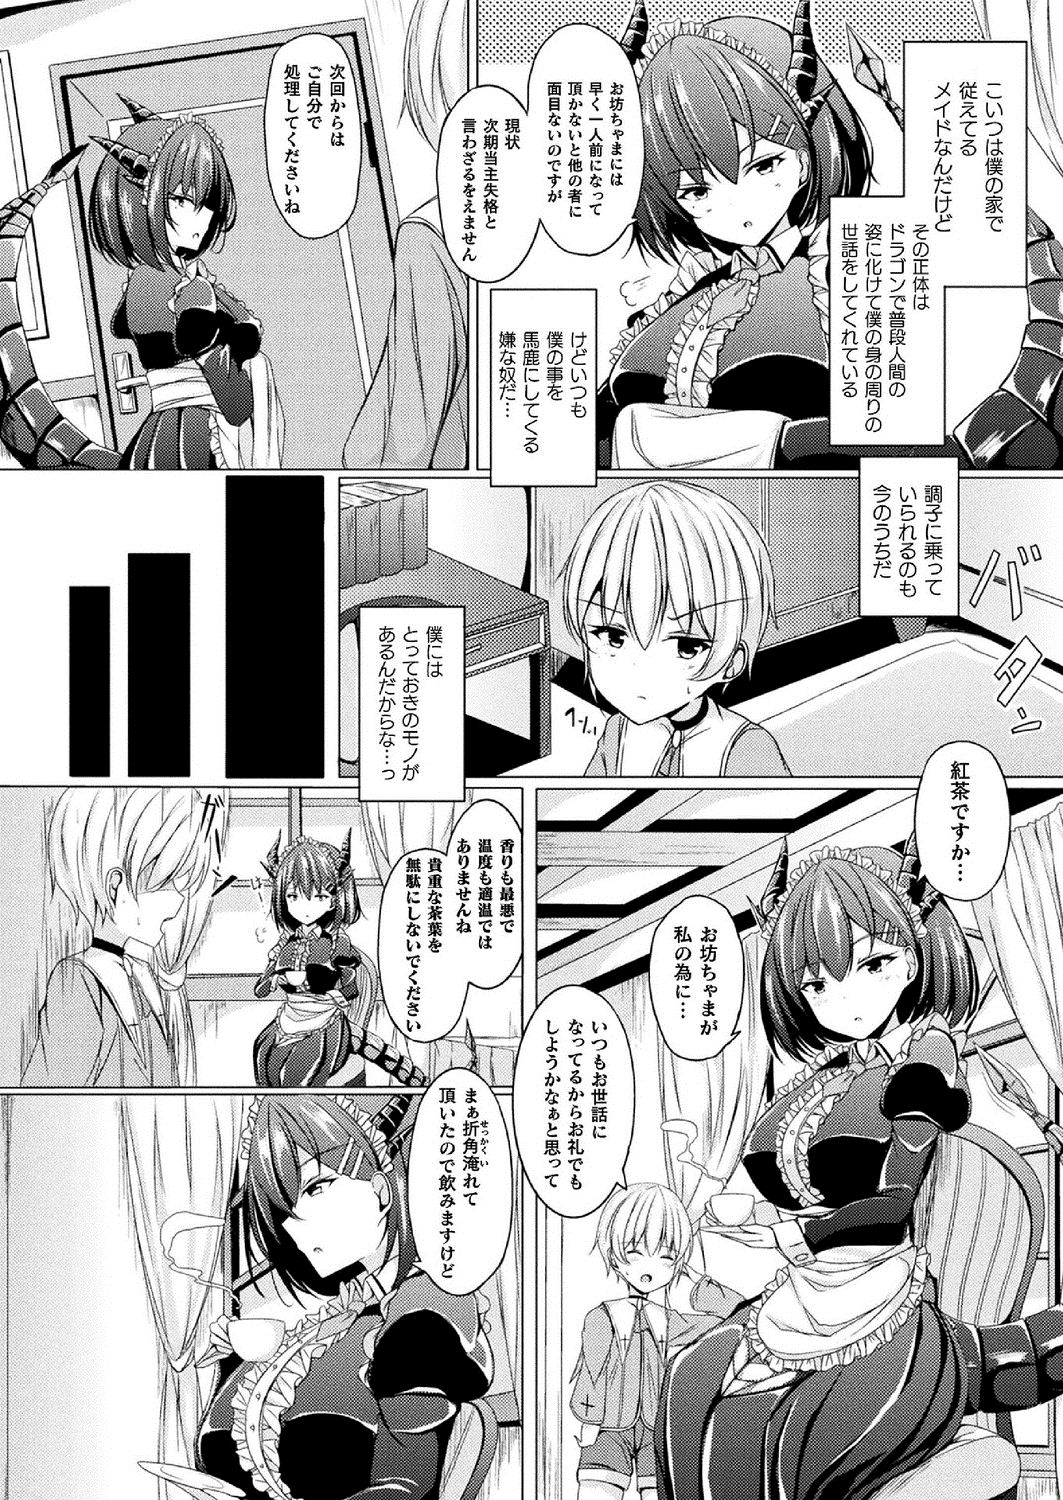 こいつは僕の家で
従えてる
メイドなんだけど
その正体は
ドラゴンで普段人間の
姿に化けて僕の身の周りの
世話をしてくれている
お坊ちゃまには
早く一人前になって
頂かないと他の者に
面目ないのですが
現状
次期当主失格と
言わざるをえません
けどいつも
僕の事を
馬鹿にしてくる
嫌な奴だ…
次回からは
ご自分で
処理してくださいね
調子に乗って
いられるのも
今のうちだ
バタン
僕には
とっておきのモノが
あるんだからな…っ
紅茶ですか…
お坊ちゃまが
私の為に…
いつもお世話に
なってるからお礼でも
しようかなぁと思って
香りも最悪で
温度も適温では
ありませんね
貴重な茶葉を
無駄にしないでください
まぁ折角淹れて
せっかくい
頂いたので飲みますけど